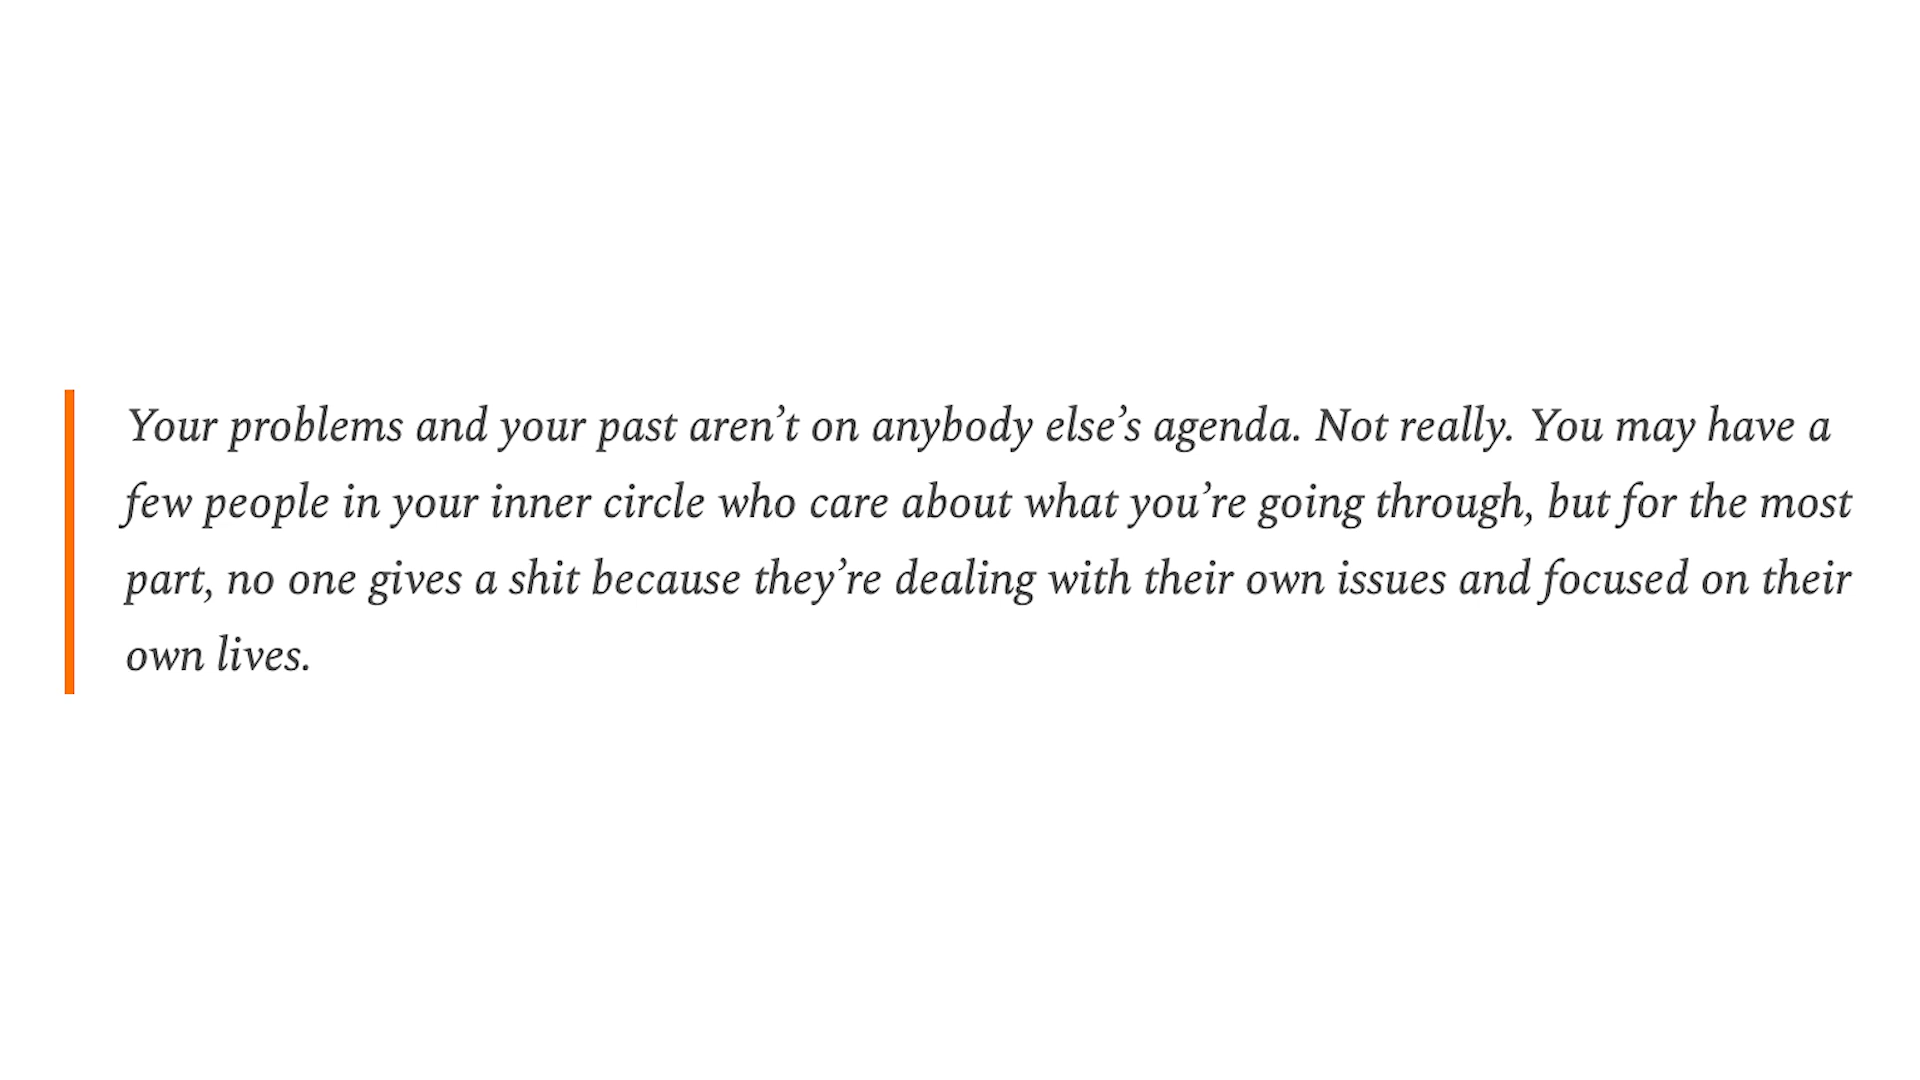 Your problems and your past aren’t on anybody else’s agenda. Not really. You may have a
few people in your inner circle who care about what you’re going through, but for the most
part, no one gives a shit because they’re dealing with their own issues and focused on their
own lives.